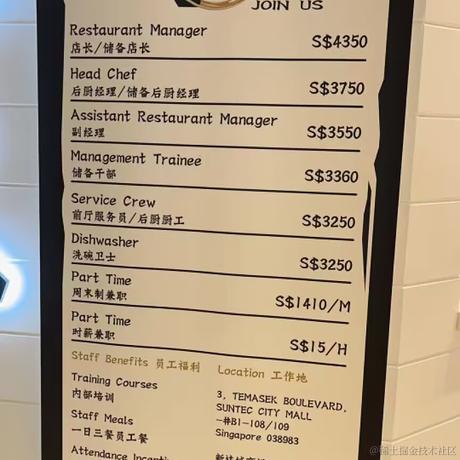 JOIN US
Restaurant Manager S$4350
店长/储备店长
Head Chef S$3750
后厨经理/储备后厨经理
Assistant Restaurant Manager S$3550
副经理
Management Trainee S$3360
储备干部
Service Crew S$3250
前厅服务员/后厨厨工
Dishwasher S$3250
洗碗卫士
Part Time S$1410/M
周末制兼职
Part Time S$15/H
时薪兼职
Staff Benefits 员工福利
Training Courses
内部培训
Staff Meals
一日三餐员工餐
Attendance Incenti
Location 工作地
3, TEMASEK BOULEVARD,
SUNTEC CITY MALL
-#B1-108/109
Singapore 038983
@稀土掘金技术社区